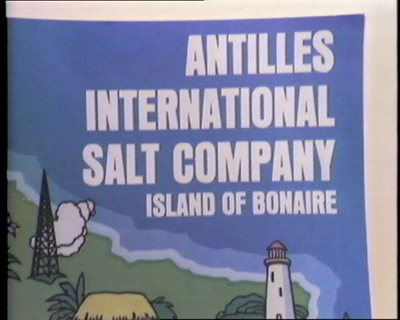 ANTILLES
INTERNATIONAL
SALT COMPANY
ISLAND OF BONAIRE